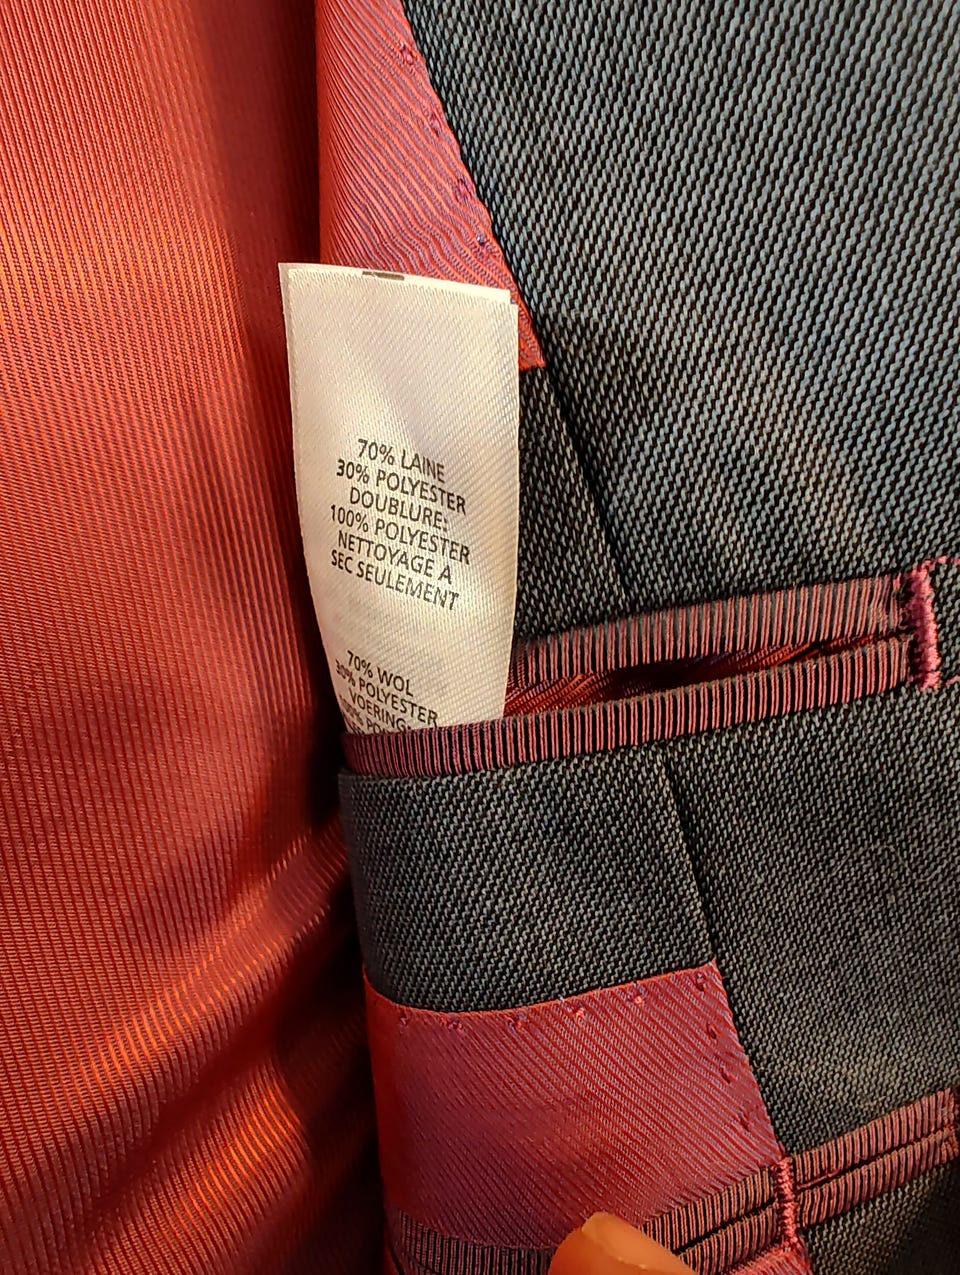 70% LAINE
30% POLYESTER
DOUBLURE:
100% POLYESTER
NETTOYAGE A
SEC SEULEMENT
70% WOL
30% POLYESTER
VOERING: